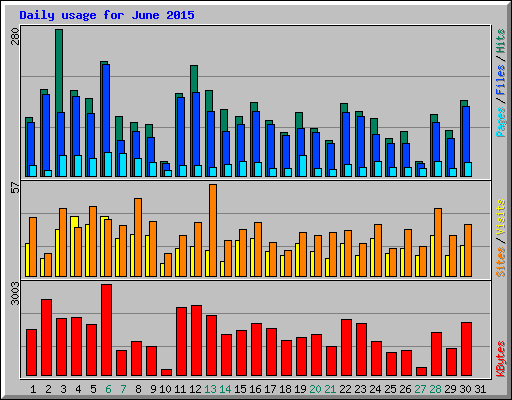 Daily usage for June 2015
280
Pages / Files / Hits
57
Sites / Visits
3003
KBytes
1 2 3 4 5 6 7 8 9 10 11 12 13 14 15 16 17 18 19 20 21 22 23 24 25 26 27 28 29 30 31